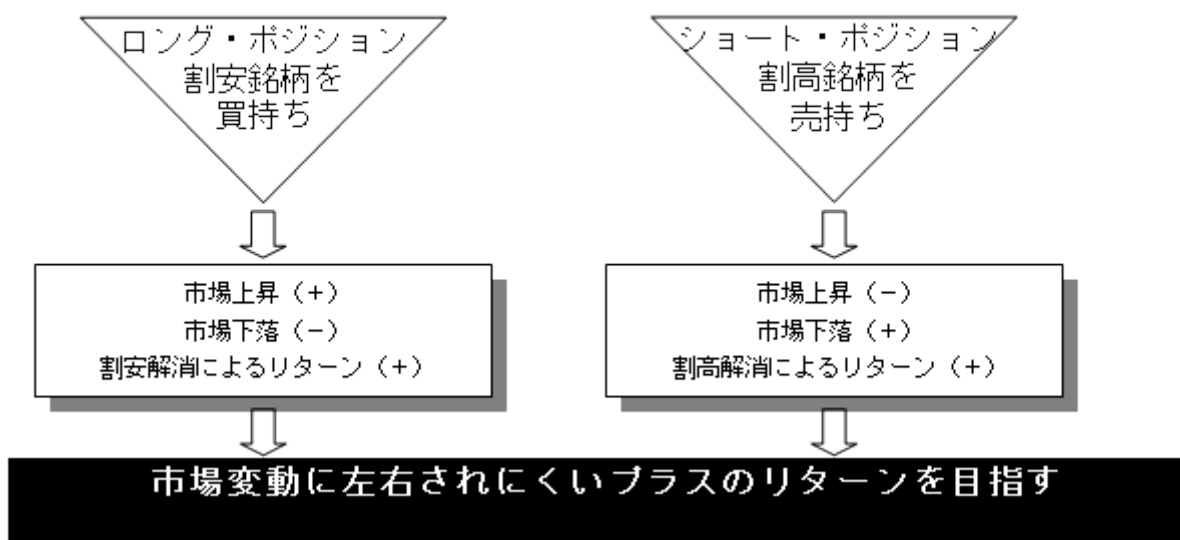 ロング・ポジション
割安銘柄を
買持ち
ショート・ポジション
割高銘柄を
売持ち
市場上昇（+）
市場下落（−）
割安解消によるリターン（+）
市場上昇（−）
市場下落（+）
割高解消によるリターン（+）
市場変動に左右されにくいプラスのリターンを目指す